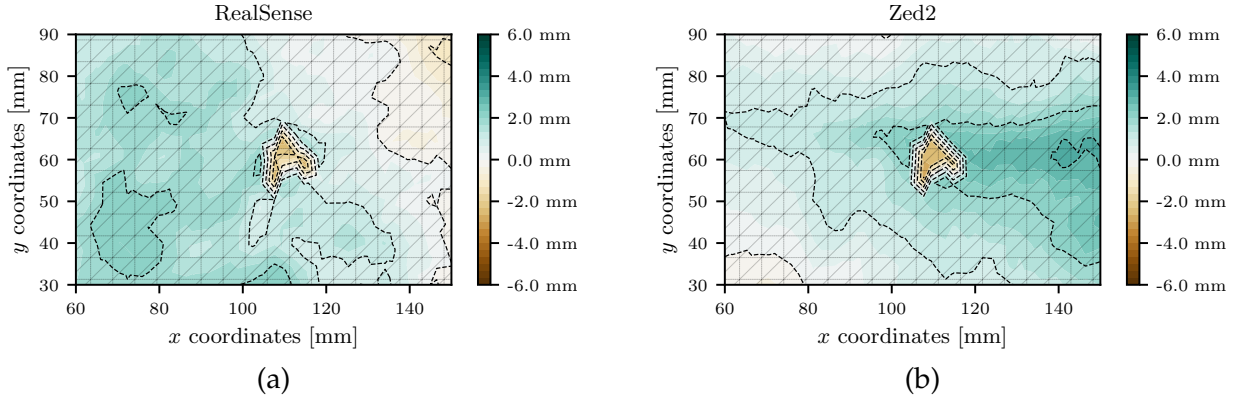 RealSense
90
80
70
60
50
40
30
60
80
100
120
140
y coordinates [mm]
x coordinates [mm]
6.0 mm
4.0 mm
2.0 mm
0.0 mm
-2.0 mm
-4.0 mm
-6.0 mm
(a)
Zed2
90
80
70
60
50
40
30
60
80
100
120
140
y coordinates [mm]
x coordinates [mm]
6.0 mm
4.0 mm
2.0 mm
0.0 mm
-2.0 mm
-4.0 mm
-6.0 mm
(b)